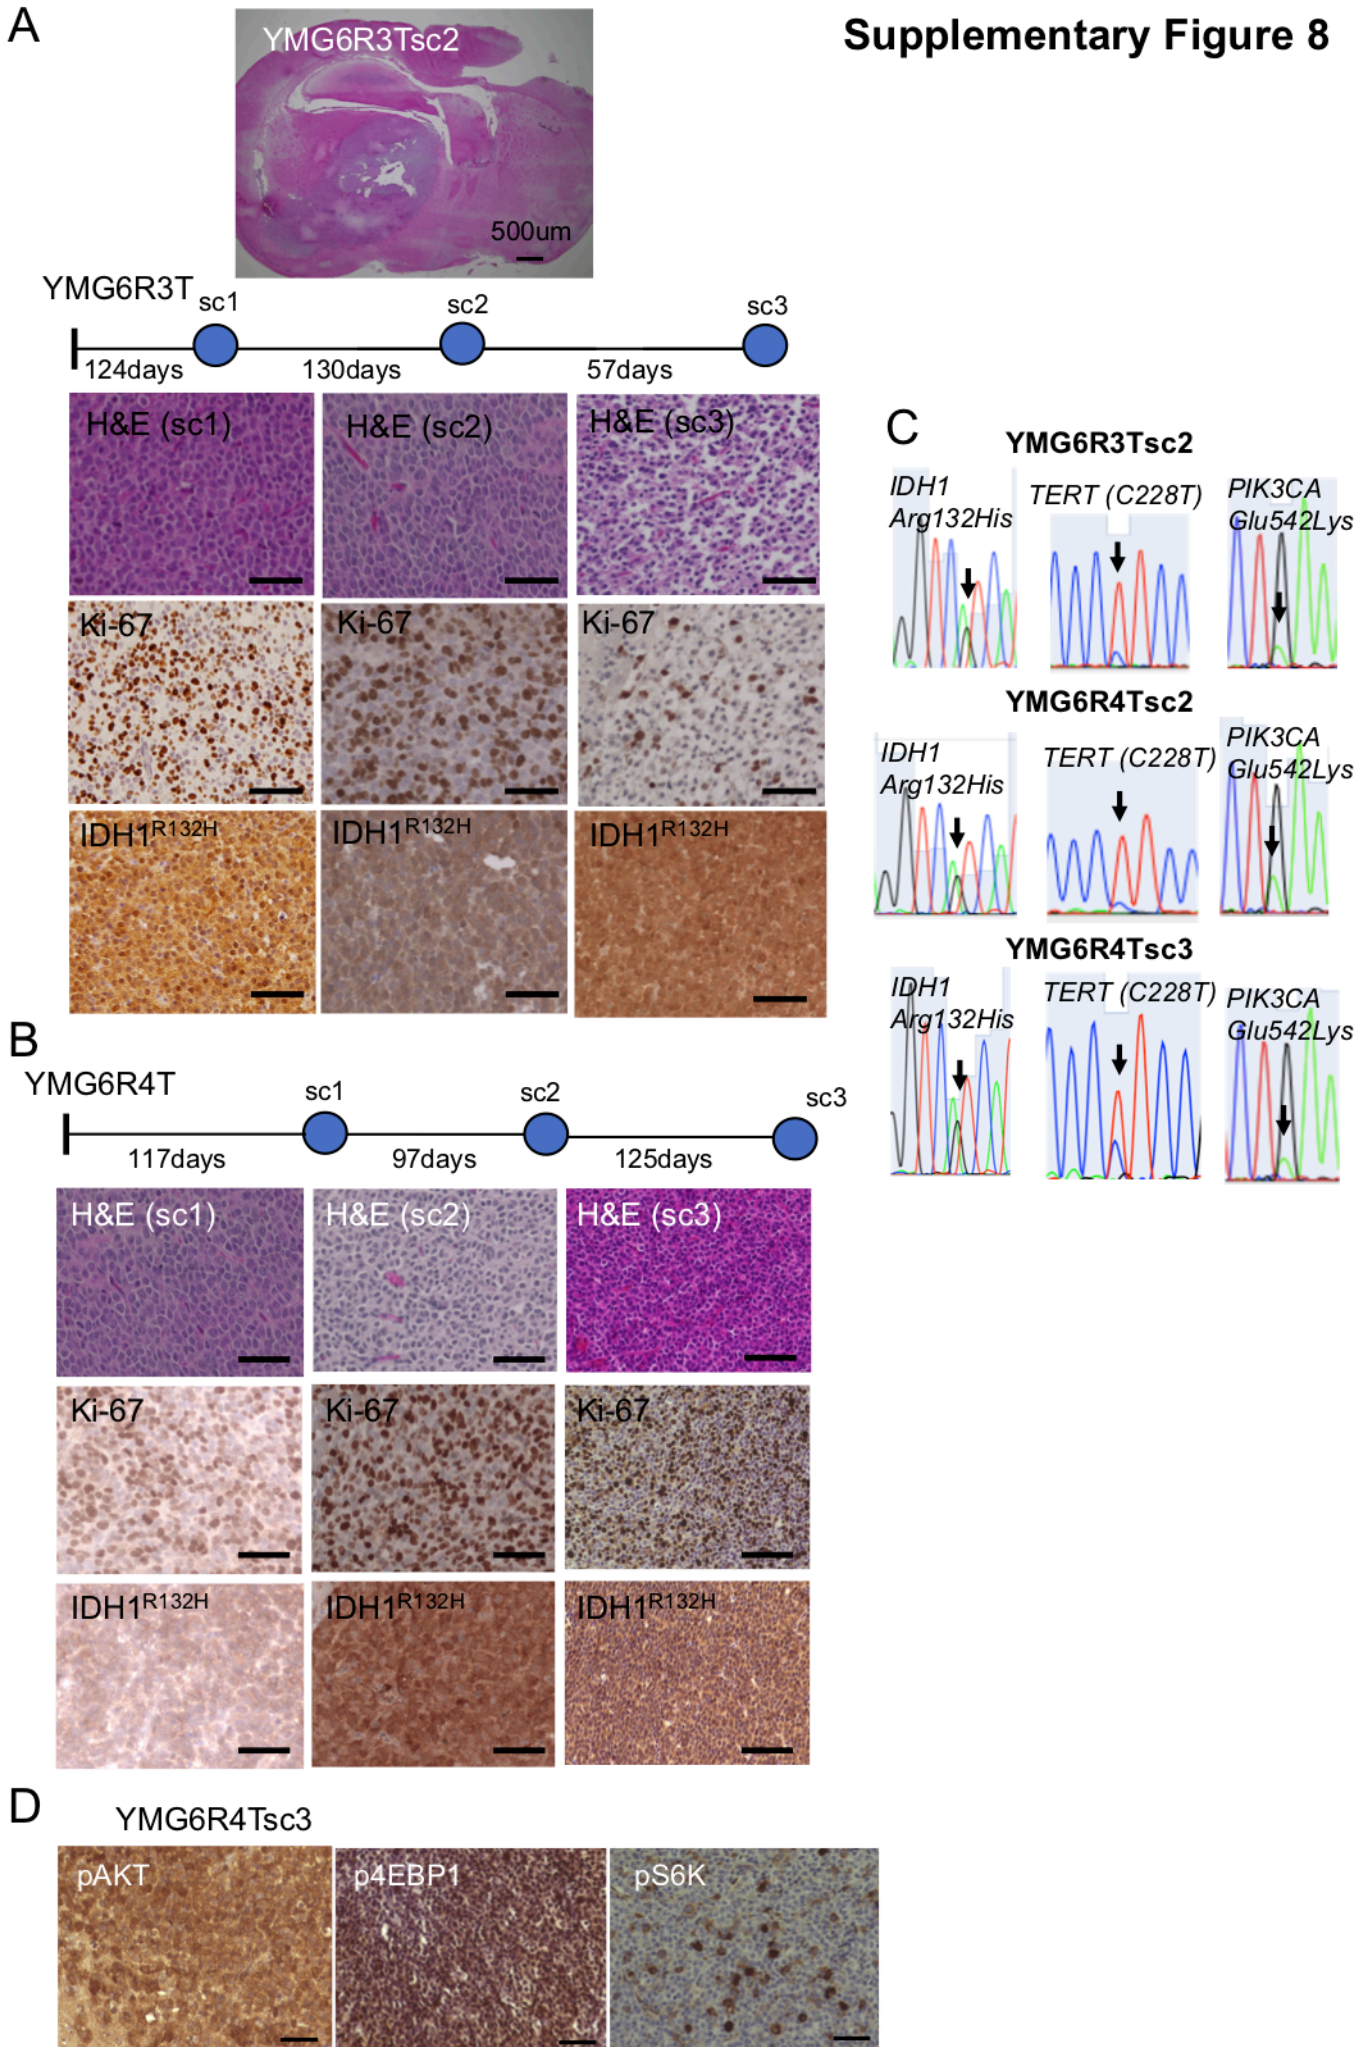 Supplementary Figure 8
A
YMG6R3Tsc2
500um
YMG6R3T
sc1
sc2
sc3
124days
130days
57days
H&E (sc1)
H&E (sc2)
H&E (sc3)
Ki-67
Ki-67
Ki-67
IDH1R132H
IDH1R132H
IDH1R132H
B
YMG6R4T
sc1
sc2
sc3
117days
97days
125days
H&E (sc1)
H&E (sc2)
H&E (sc3)
Ki-67
Ki-67
Ki-67
IDH1R132H
IDH1R132H
IDH1R132H
C
YMG6R3Tsc2
IDH1
Arg132His
TERT (C228T)
PIK3CA
Glu542Lys
YMG6R4Tsc2
IDH1
Arg132His
TERT (C228T)
PIK3CA
Glu542Lys
YMG6R4Tsc3
IDH1
Arg132His
TERT (C228T)
PIK3CA
Glu542Lys
D
YMG6R4Tsc3
pAKT
p4EBP1
pS6K